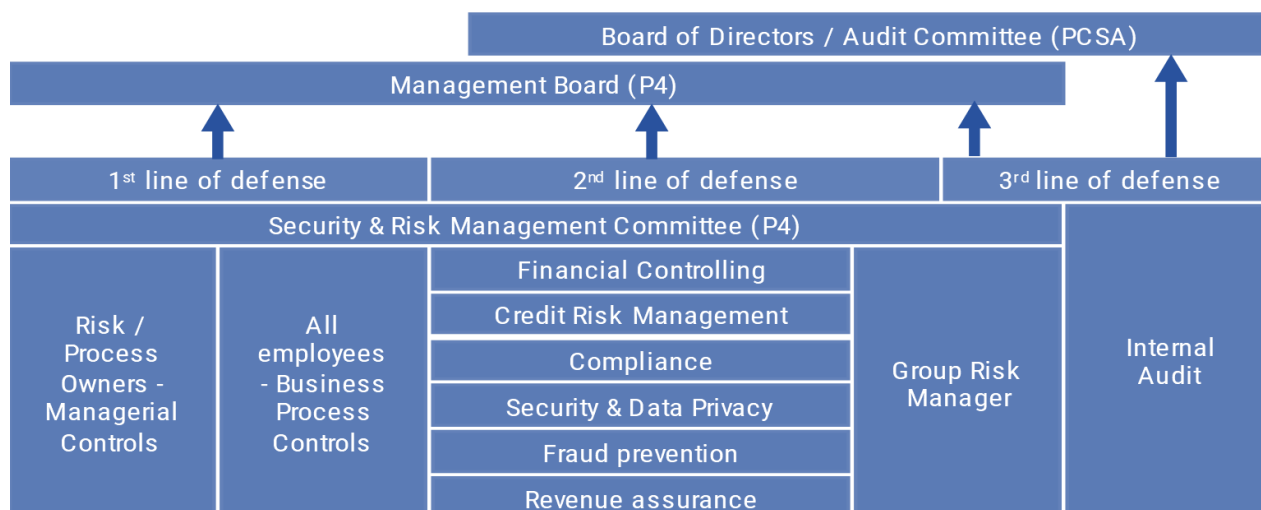 Board of Directors / Audit Committee (PCSA)
Management Board (P4)
1st line of defense
2nd line of defense
3rd line of defense
Security & Risk Management Committee (P4)
Risk /
Process
Owners -
Managerial
Controls
All
employees
- Business
Process
Controls
Financial Controlling
Credit Risk Management
Compliance
Security & Data Privacy
Fraud prevention
Revenue assurance
Group Risk
Manager
Internal
Audit